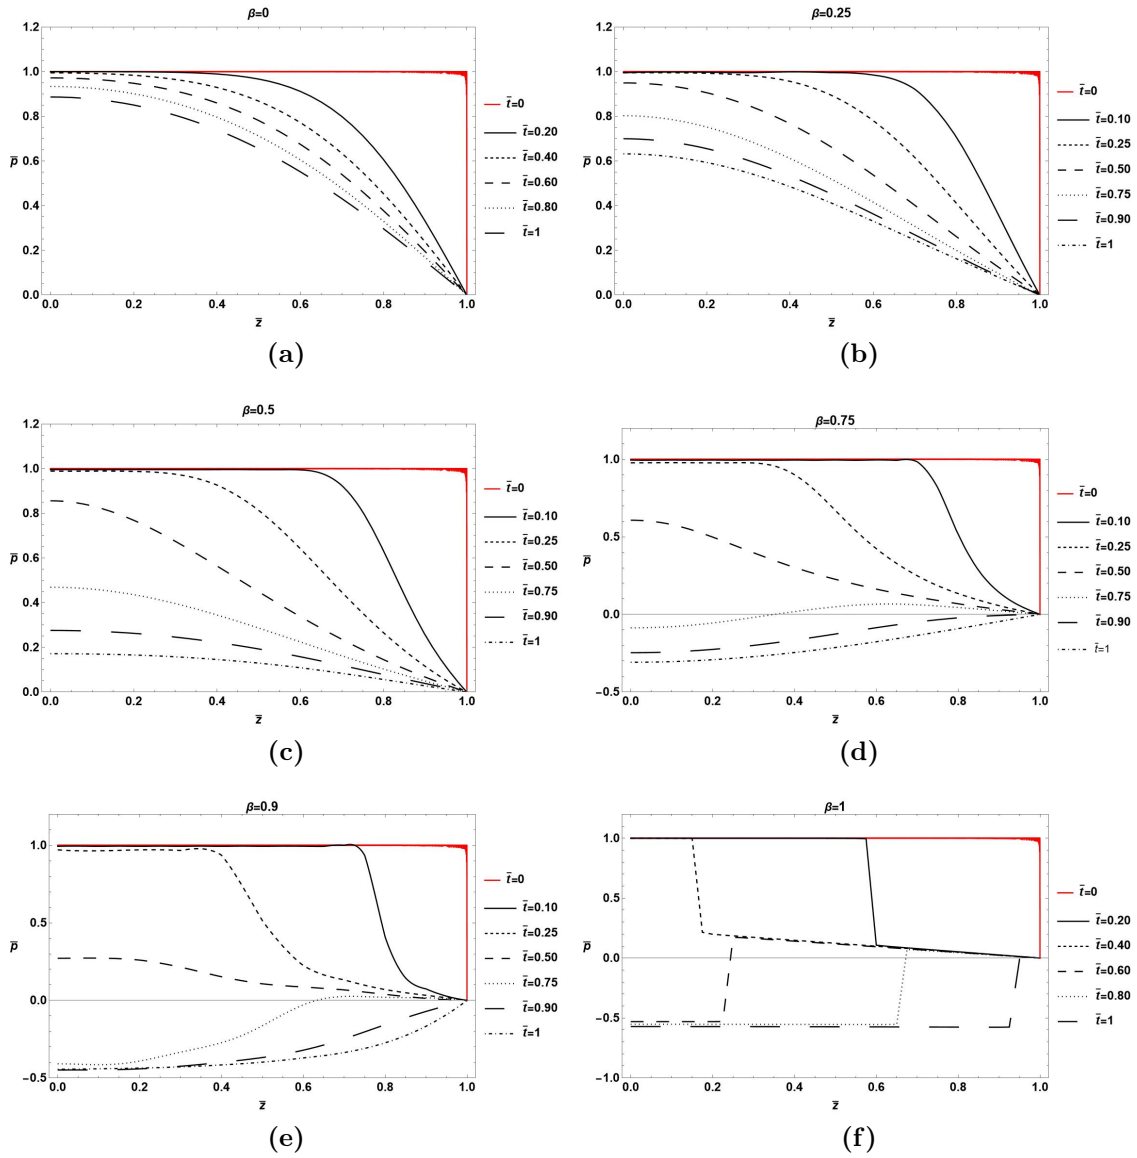 β=0
1.2
1.0
0.8
0.6
0.4
0.2
0.0
p̅
0.0 0.2 0.4 0.6 0.8 1.0
z̅
t̅=0
t̅=0.20
t̅=0.40
t̅=0.60
t̅=0.80
t̅=1
(a)
β=0.25
1.2
1.0
0.8
0.6
0.4
0.2
0.0
p̅
0.0 0.2 0.4 0.6 0.8 1.0
z̅
t̅=0
t̅=0.10
t̅=0.25
t̅=0.50
t̅=0.75
t̅=0.90
t̅=1
(b)
β=0.5
1.2
1.0
0.8
0.6
0.4
0.2
0.0
p̅
0.0 0.2 0.4 0.6 0.8 1.0
z̅
t̅=0
t̅=0.10
t̅=0.25
t̅=0.50
t̅=0.75
t̅=0.90
t̅=1
(c)
β=0.75
1.0
0.5
0.0
−0.5
p̅
0.0 0.2 0.4 0.6 0.8 1.0
z̅
t̅=0
t̅=0.10
t̅=0.25
t̅=0.50
t̅=0.75
t̅=0.90
t̅=1
(d)
β=0.9
1.0
0.5
0.0
−0.5
p̅
0.0 0.2 0.4 0.6 0.8 1.0
z̅
t̅=0
t̅=0.10
t̅=0.25
t̅=0.50
t̅=0.75
t̅=0.90
t̅=1
(e)
β=1
1.0
0.5
0.0
−0.5
−1.0
p̅
0.0 0.2 0.4 0.6 0.8 1.0
z̅
t̅=0
t̅=0.20
t̅=0.40
t̅=0.60
t̅=0.80
t̅=1
(f)